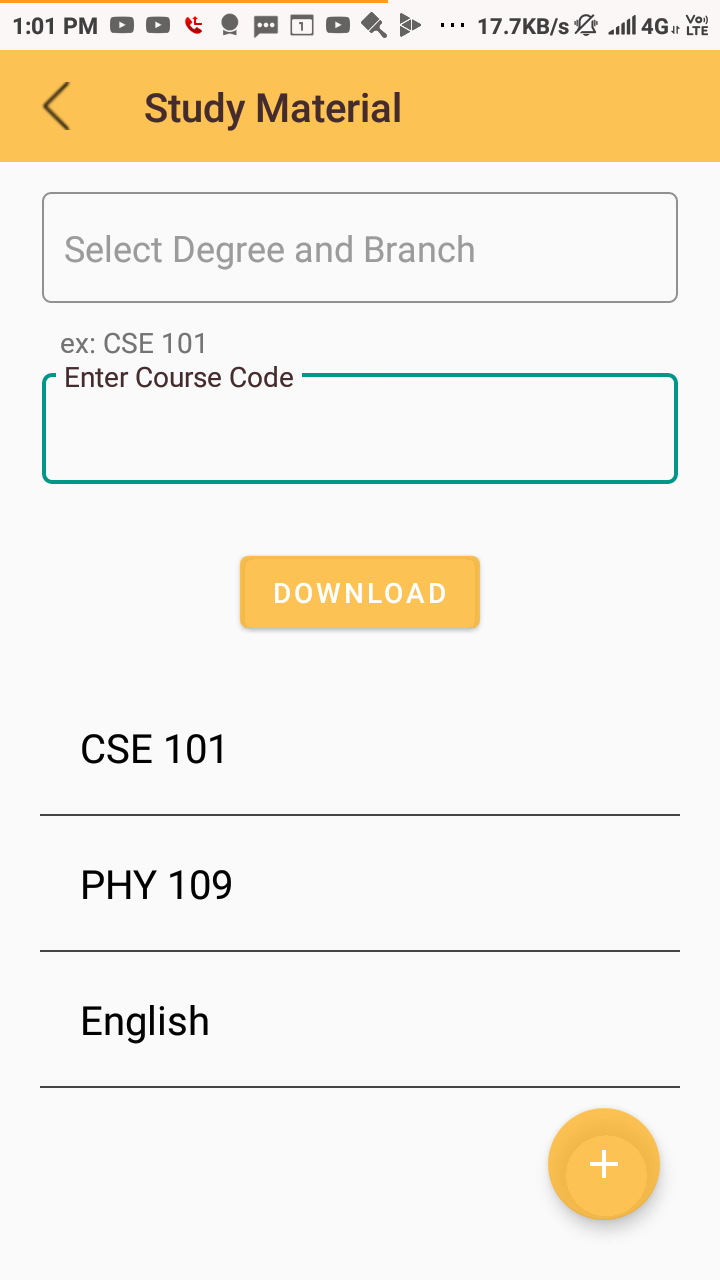 1:01 PM 1 ... 17.7KB/s 4G Vo) LTE
Study Material
Select Degree and Branch
ex: CSE 101
Enter Course Code
DOWNLOAD
CSE 101
PHY 109
English
+